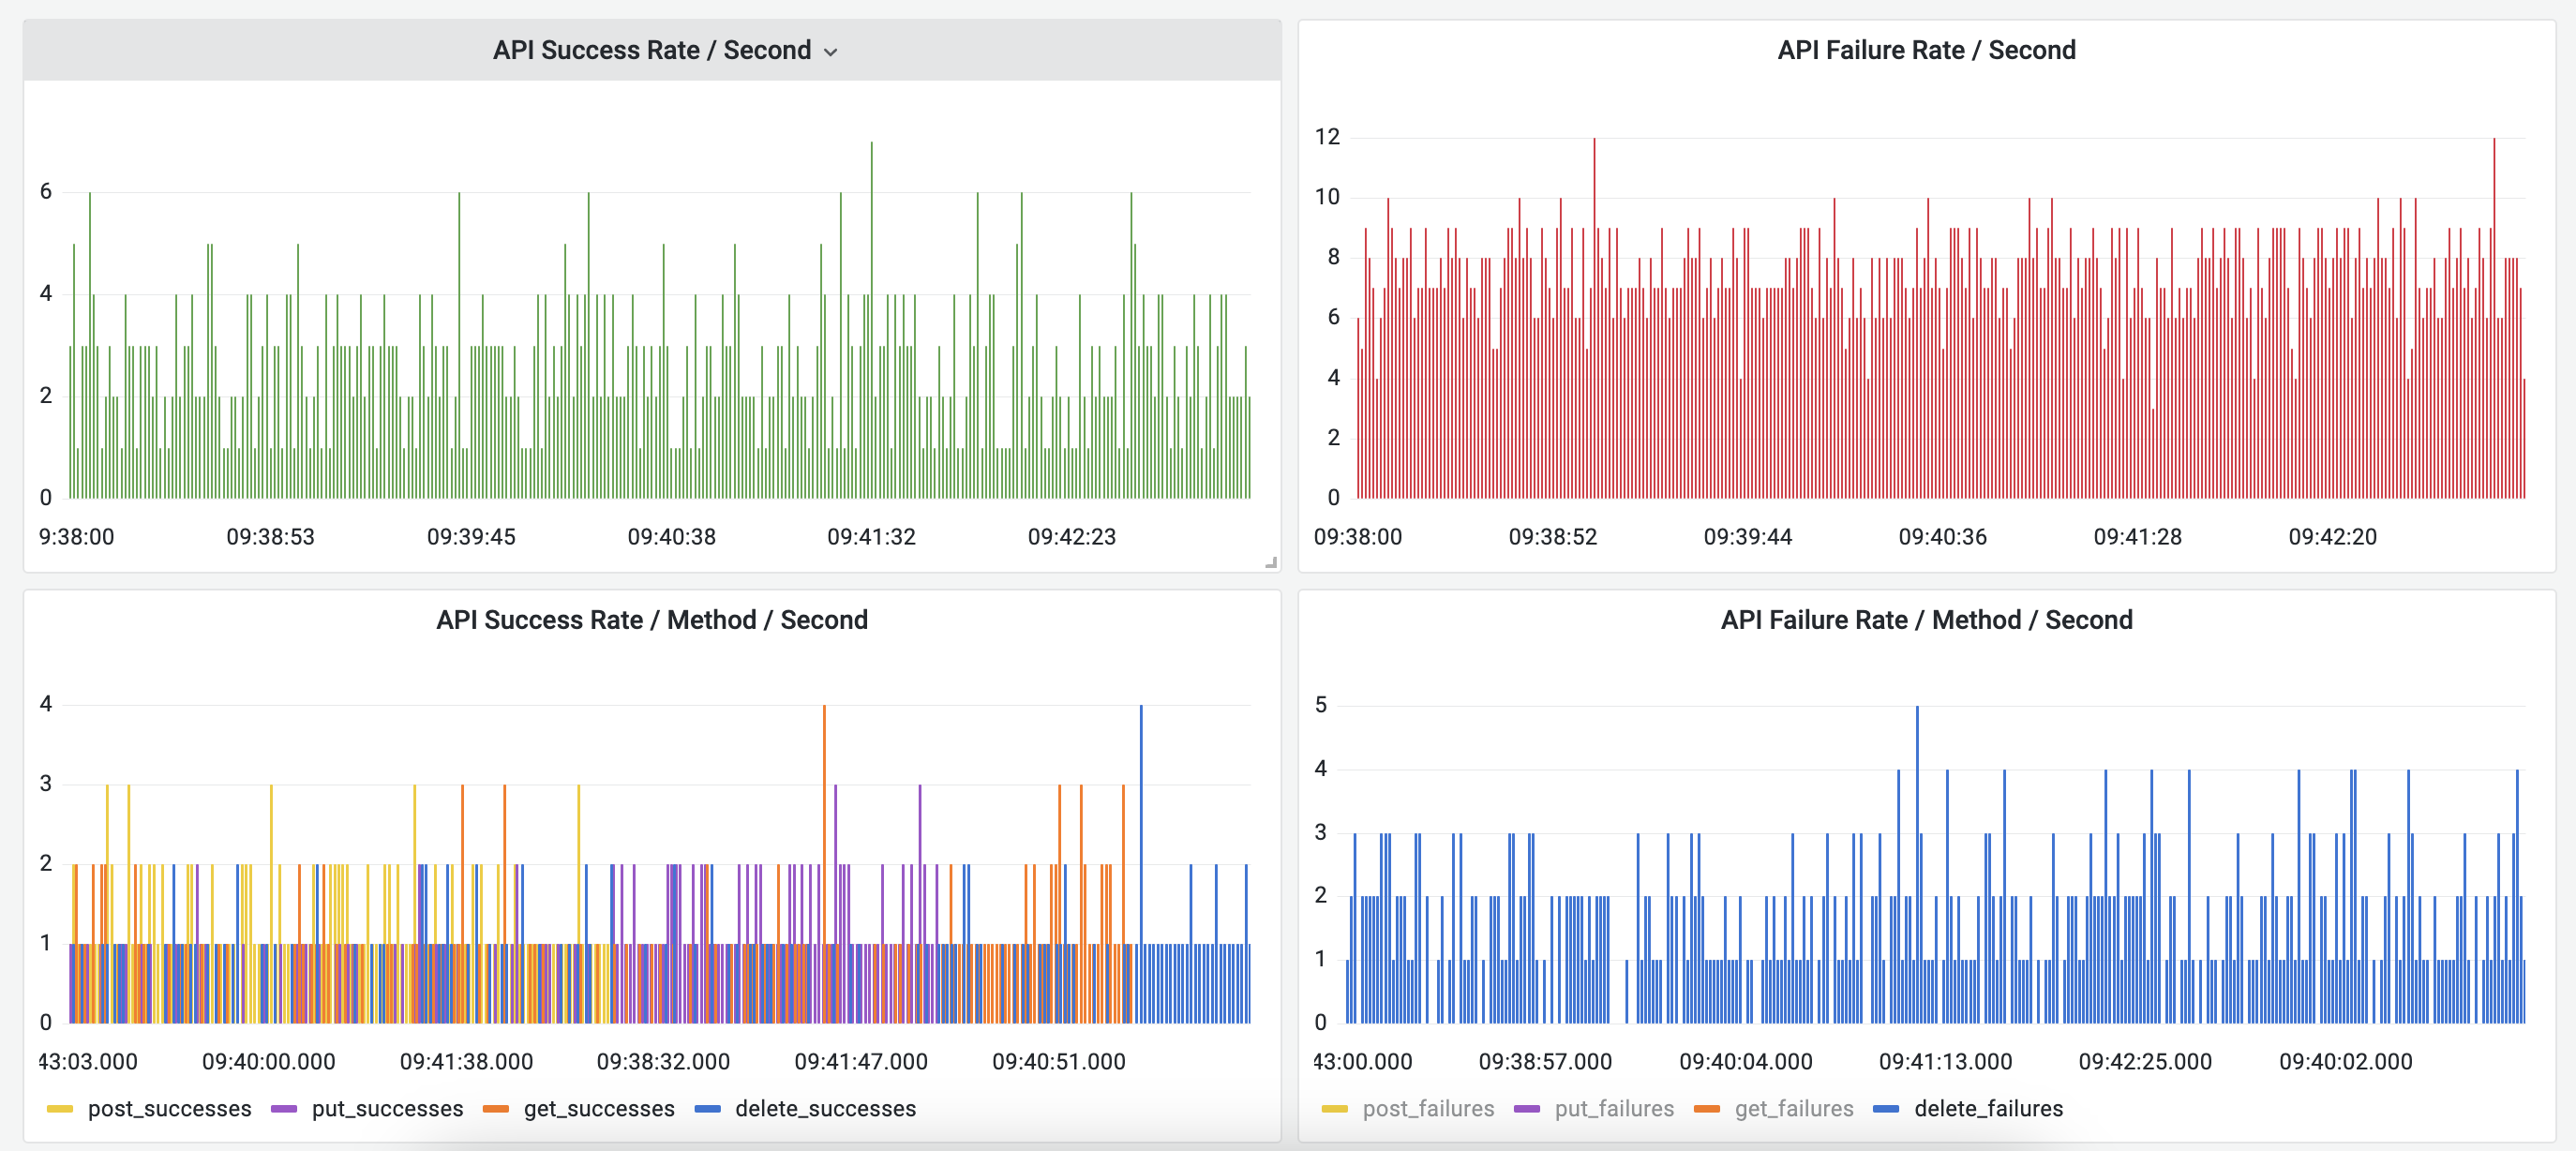 API Success Rate / Second
6
4
2
0
9:38:00 09:38:53 09:39:45 09:40:38 09:41:32 09:42:23
API Failure Rate / Second
12
10
8
6
4
2
0
09:38:00 09:38:52 09:39:44 09:40:36 09:41:28 09:42:20
API Success Rate / Method / Second
4
3
2
1
0
43:03.000 09:40:00.000 09:41:38.000 09:38:32.000 09:41:47.000 09:40:51.000
post_successes put_successes get_successes delete_successes
API Failure Rate / Method / Second
5
4
3
2
1
0
43:00.000 09:38:57.000 09:40:04.000 09:41:13.000 09:42:25.000 09:40:02.000
post_failures put_failures get_failures delete_failures